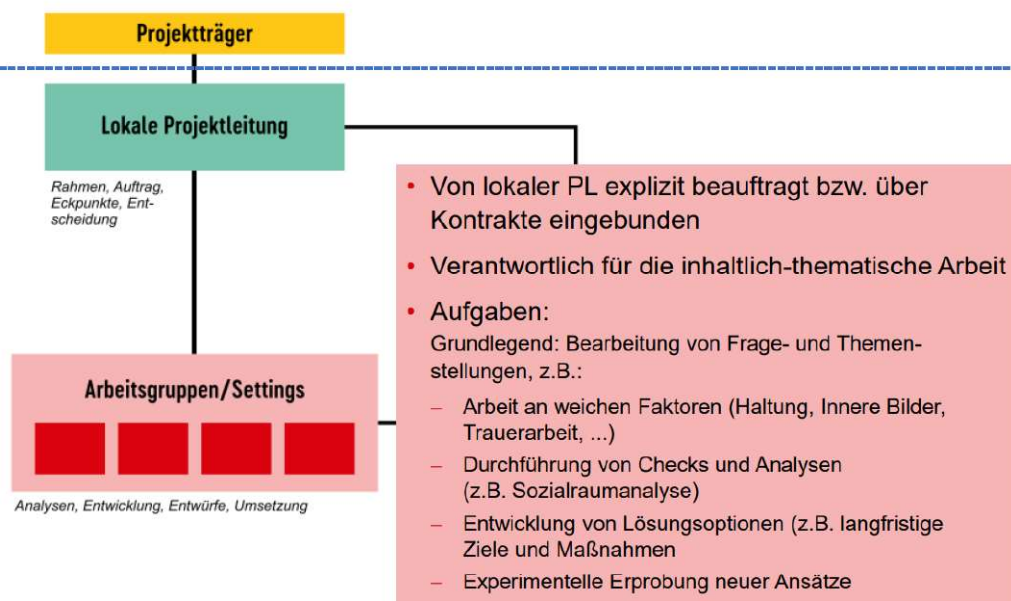 Projektträger
Lokale Projektleitung
Rahmen, Auftrag,
Eckpunkte, Ent-
scheidung
Arbeitsgruppen/Settings
Analysen, Entwicklung, Entwürfe, Umsetzung
• Von lokaler PL explizit beauftragt bzw. über
Kontrakte eingebunden
• Verantwortlich für die inhaltlich-thematische Arbeit
• Aufgaben:
Grundlegend: Bearbeitung von Frage- und Themen-
stellungen, z.B.:
– Arbeit an weichen Faktoren (Haltung, Innere Bilder,
Trauerarbeit, ...)
– Durchführung von Checks und Analysen
(z.B. Sozialraumanalyse)
– Entwicklung von Lösungsoptionen (z.B. langfristige
Ziele und Maßnahmen
– Experimentelle Erprobung neuer Ansätze